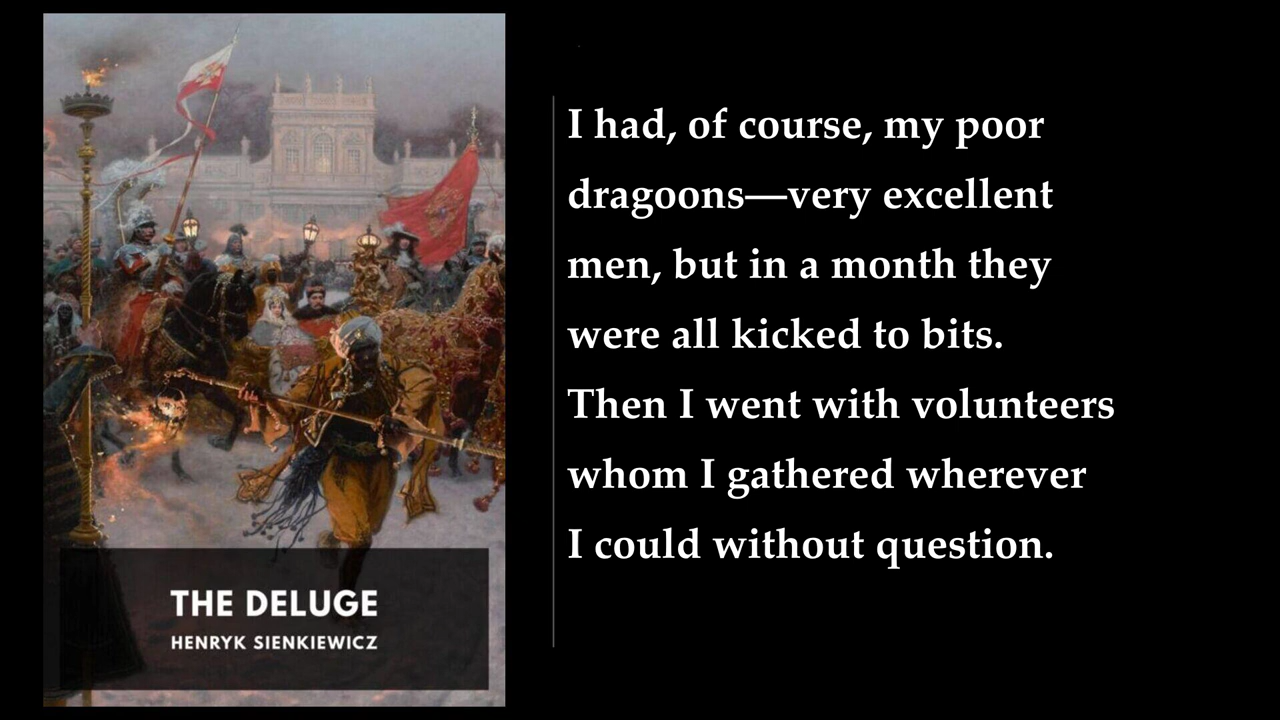 THE DELUGE
HENRYK SIENKIEWICZ
I had, of course, my poor
dragoons—very excellent
men, but in a month they
were all kicked to bits.
Then I went with volunteers
whom I gathered wherever
I could without question.